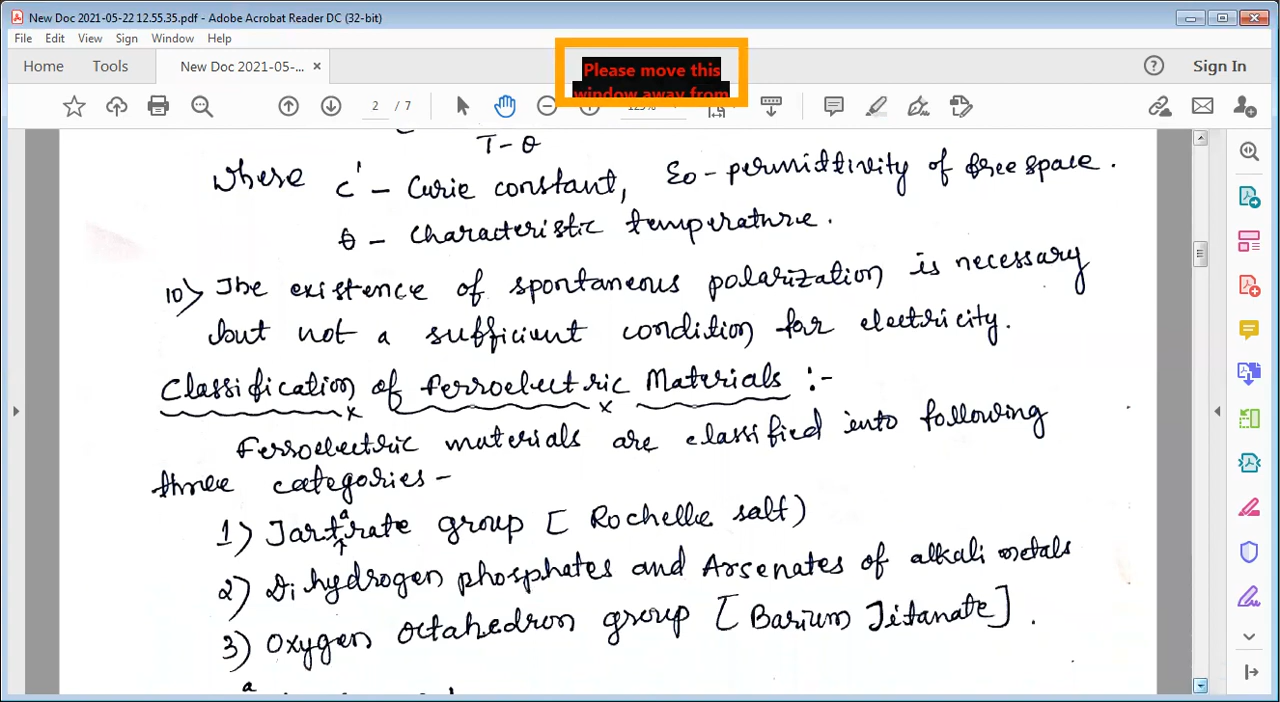 New Doc 2021-05-22 12.55.35.pdf - Adobe Acrobat Reader DC (32-bit)
File Edit View Sign Window Help
Home Tools New Doc 2021-05-... × Sign In
Please move this
window away from
2 / 7
T - θ
where c' - Curie constant, ε0 - permittivity of free space.
θ - characteristic temperature.
10) The existence of spontaneous polarization is necessary
but not a sufficient condition for electricity.
Classification of ferroelectric Materials :-
Ferroelectric materials are classified into following
three categories -
1) Tartarate group [ Rochelle salt)
2) Di hydrogen phosphates and Arsenates of alkali metals
3) Oxygen octahedron group [Barium Titanate] .